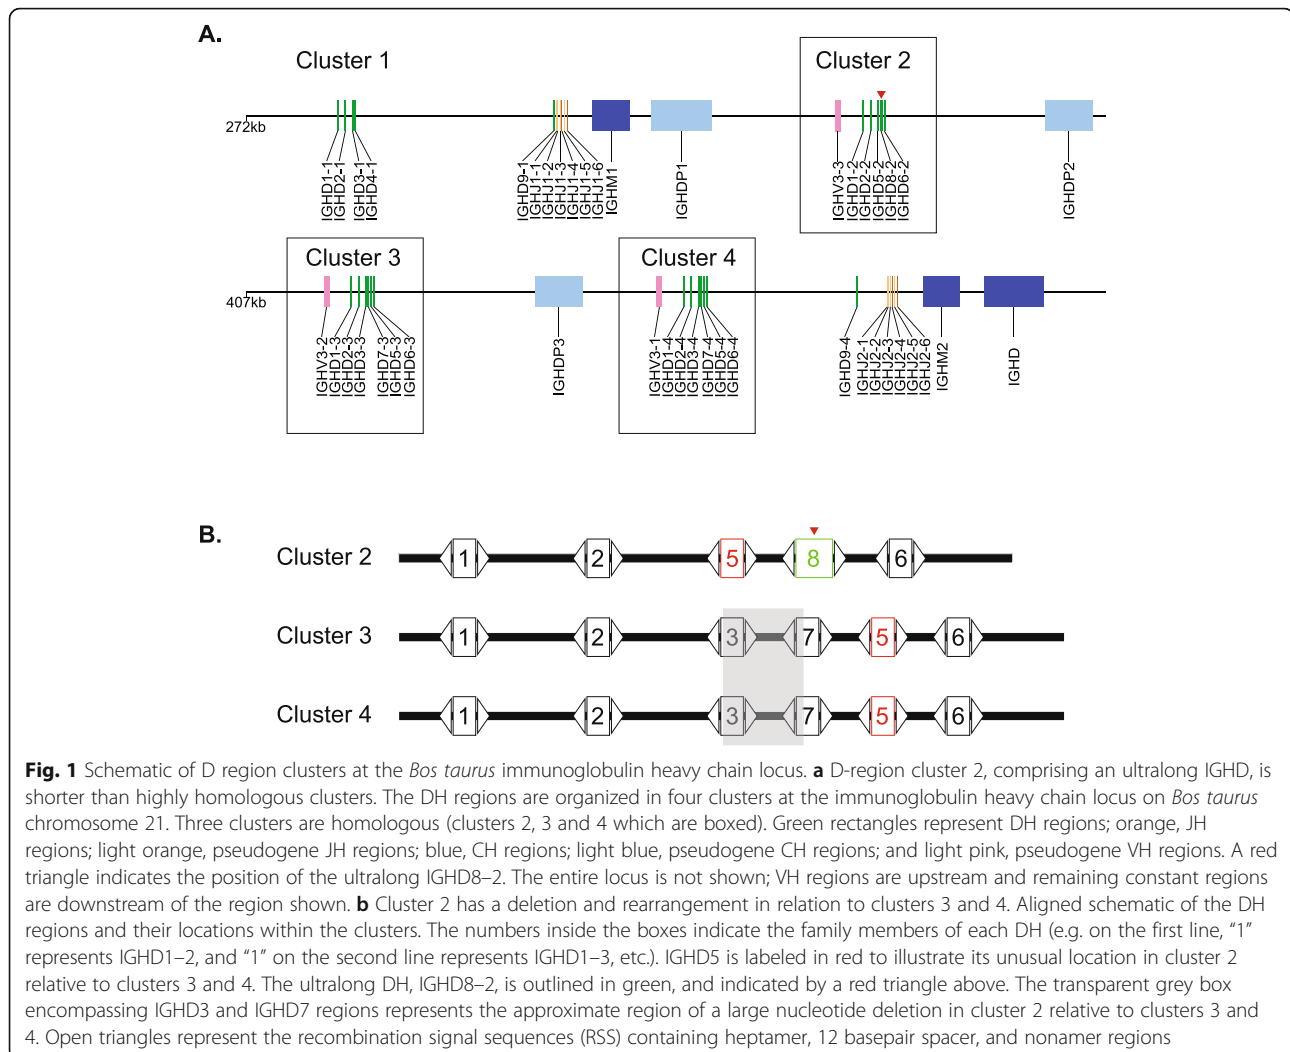 A.
Cluster 1
Cluster 2
272kb
IGHD1-1
IGHD2-1
IGHD3-1
IGHD4-1
IGHD9-1
IGHJ1-1
IGHJ1-2
IGHJ1-3
IGHJ1-4
IGHJ1-5
IGHJ1-6
IGHM1
IGHDP1
IGHV3-3
IGHD1-2
IGHD2-2
IGHD5-2
IGHD8-2
IGHD6-2
IGHDP2
Cluster 3
Cluster 4
407kb
IGHV3-2
IGHD1-3
IGHD2-3
IGHD3-3
IGHD7-3
IGHD5-3
IGHD6-3
IGHDP3
IGHV3-1
IGHD1-4
IGHD2-4
IGHD3-4
IGHD7-4
IGHD5-4
IGHD6-4
IGHD9-4
IGHJ2-1
IGHJ2-2
IGHJ2-3
IGHJ2-4
IGHJ2-5
IGHJ2-6
IGHM2
IGHD
B.
Cluster 2 1 2 5 8 6
Cluster 3 1 2 3 7 5 6
Cluster 4 1 2 3 7 5 6
Fig. 1 Schematic of D region clusters at the Bos taurus immunoglobulin heavy chain locus. a D-region cluster 2, comprising an ultralong IGHD, is
shorter than highly homologous clusters. The DH regions are organized in four clusters at the immunoglobulin heavy chain locus on Bos taurus
chromosome 21. Three clusters are homologous (clusters 2, 3 and 4 which are boxed). Green rectangles represent DH regions; orange, JH
regions; light orange, pseudogene JH regions; blue, CH regions; light blue, pseudogene CH regions; and light pink, pseudogene VH regions. A red
triangle indicates the position of the ultralong IGHD8–2. The entire locus is not shown; VH regions are upstream and remaining constant regions
are downstream of the region shown. b Cluster 2 has a deletion and rearrangement in relation to clusters 3 and 4. Aligned schematic of the DH
regions and their locations within the clusters. The numbers inside the boxes indicate the family members of each DH (e.g. on the first line, “1”
represents IGHD1–2, and “1” on the second line represents IGHD1–3, etc.). IGHD5 is labeled in red to illustrate its unusual location in cluster 2
relative to clusters 3 and 4. The ultralong DH, IGHD8–2, is outlined in green, and indicated by a red triangle above. The transparent grey box
encompassing IGHD3 and IGHD7 regions represents the approximate region of a large nucleotide deletion in cluster 2 relative to clusters 3 and
4. Open triangles represent the recombination signal sequences (RSS) containing heptamer, 12 basepair spacer, and nonamer regions